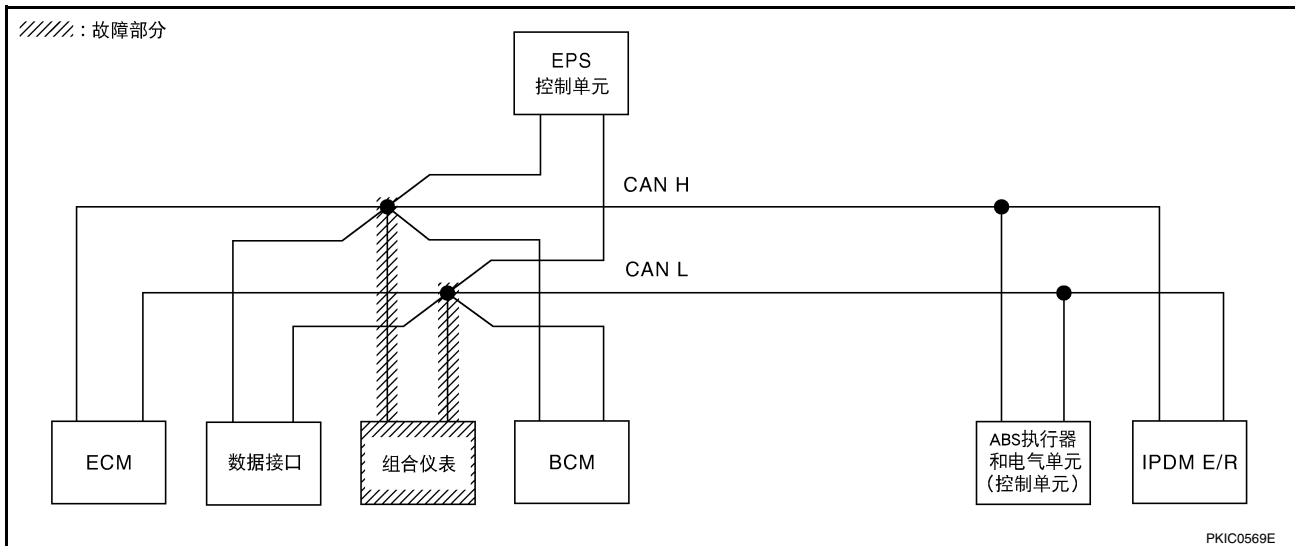 ：故障部分
EPS
控制单元
CAN H
CAN L
ECM
数据接口
组合仪表
BCM
ABS执行器
和电气单元
（控制单元）
IPDM E/R
PKIC0569E